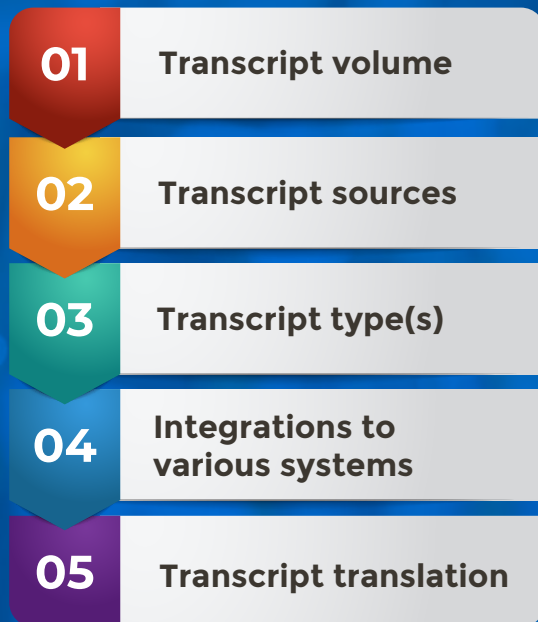 01
Transcript volume
02
Transcript sources
03
Transcript type(s)
04
Integrations to
various systems
05
Transcript translation